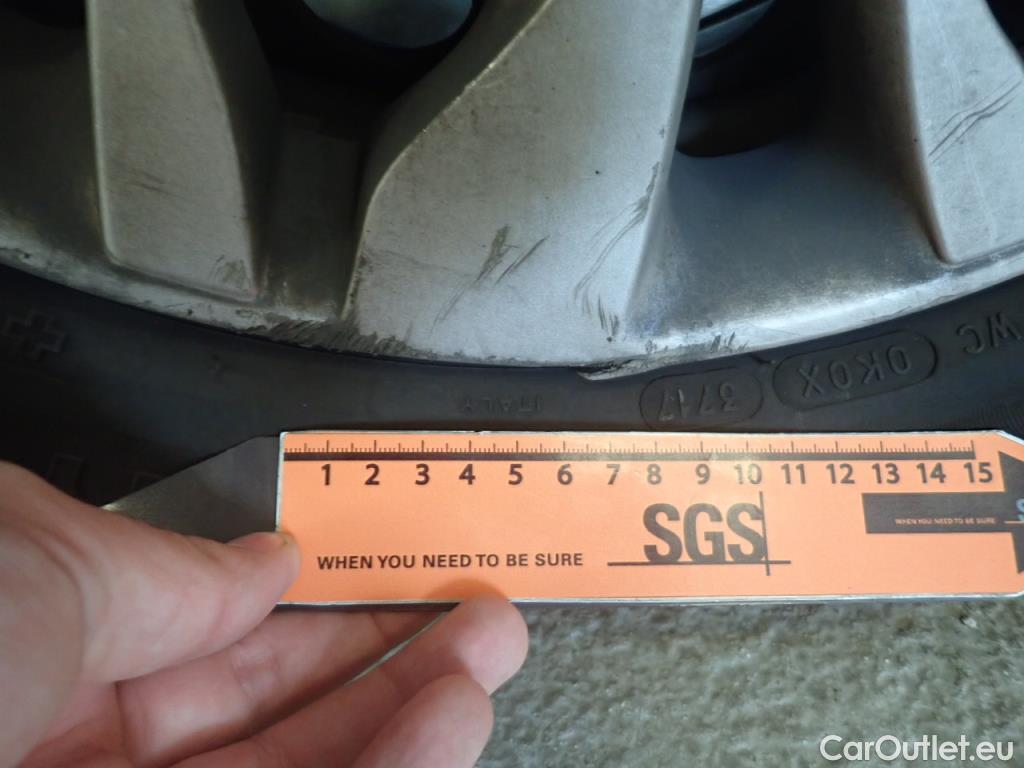 WC
OKOX
3717
ITALY
1 2 3 4 5 6 7 8 9 10 11 12 13 14 15
SGS
WHEN YOU NEED TO BE SURE
WHEN YOU NEED TO BE SURE
CarOutlet.eu